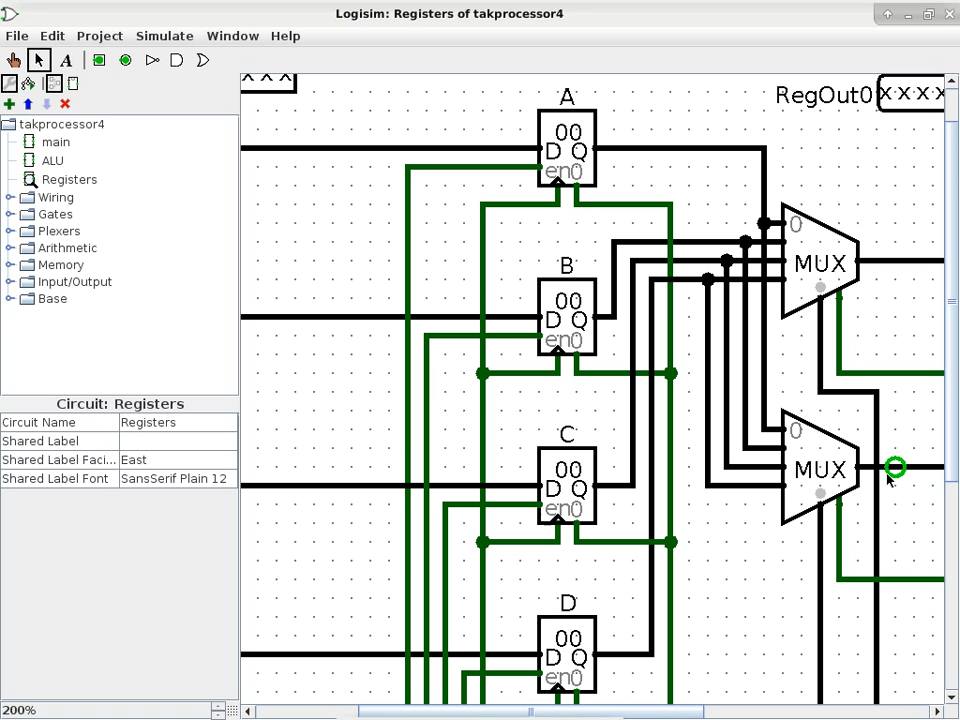 Logisim: Registers of takprocessor4
File Edit Project Simulate Window Help
A
takprocessor4
main
ALU
Registers
Wiring
Gates
Plexers
Arithmetic
Memory
Input/Output
Base
Circuit: Registers
Circuit Name Registers
Shared Label
Shared Label Faci... East
Shared Label Font SansSerif Plain 12
200%
x x x
RegOut0 x x x x
A
00
D Q
en0
0
MUX
B
00
D Q
en0
C
00
D Q
en0
0
MUX
D
00
D Q
en0